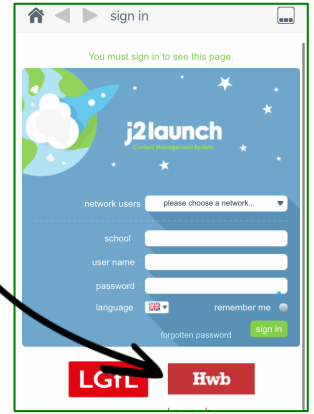 sign in
You must sign in to see this page.
j2launch
Content Management System
network users please choose a network...
school
user name
password
language remember me
forgotten password sign in
LGfL Hwb